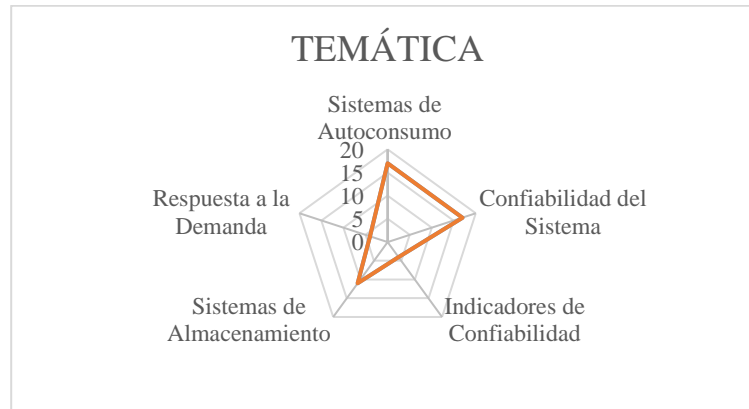 TEMÁTICA
Sistemas de
Autoconsumo
20
15
10
5
0
Confiabilidad del
Sistema
Indicadores de
Confiabilidad
Sistemas de
Almacenamiento
Respuesta a la
Demanda